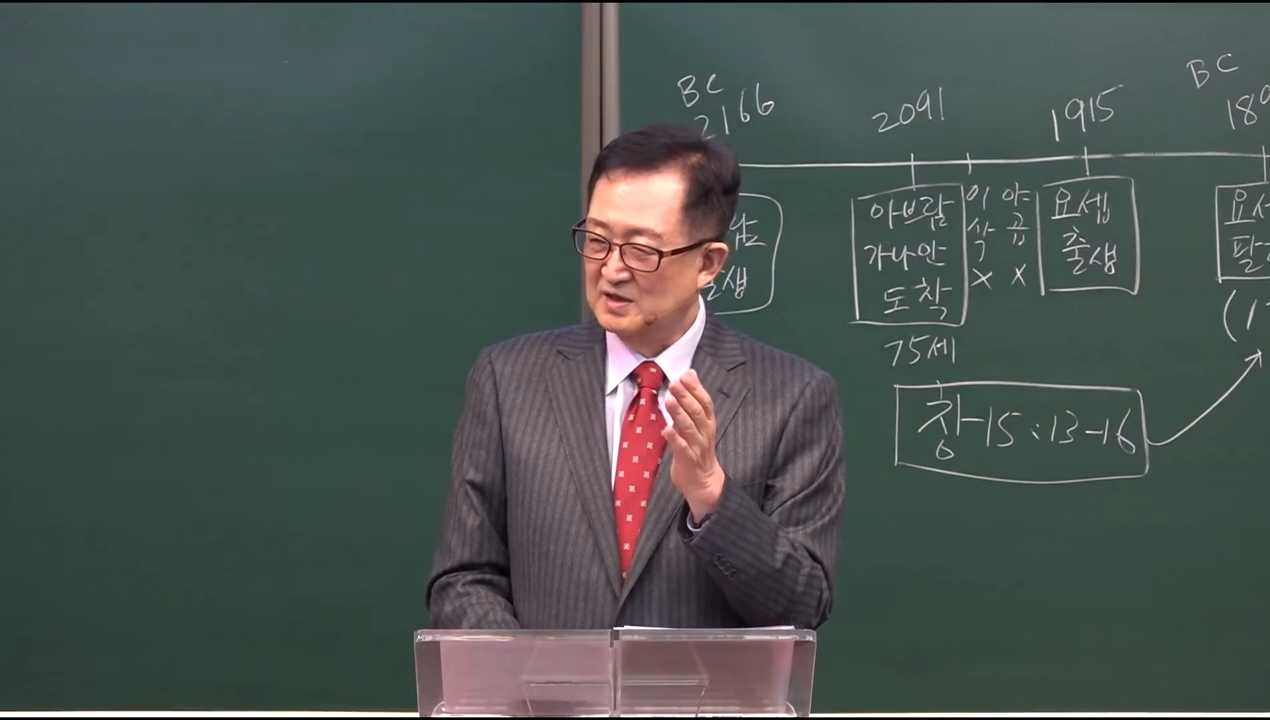 BC
2166
2091
1915
BC
아브람
가나안
도착
이삭 ×
야곱 ×
요셉
출생
75세
창-15:13-16